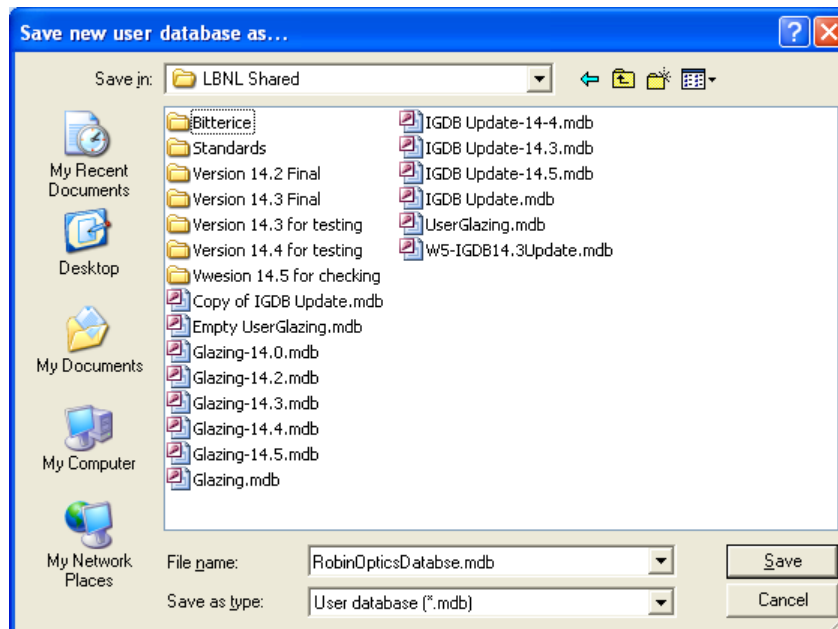 Save new user database as...
Save in:
LBNL Shared
My Recent
Documents
Desktop
My Documents
My Computer
My Network
Places
Bitterice
Standards
Version 14.2 Final
Version 14.3 Final
Version 14.3 for testing
Version 14.4 for testing
Vwesion 14.5 for checking
Copy of IGDB Update.mdb
Empty UserGlazing.mdb
Glazing-14.0.mdb
Glazing-14.2.mdb
Glazing-14.3.mdb
Glazing-14.4.mdb
Glazing-14.5.mdb
Glazing.mdb
IGDB Update-14-4.mdb
IGDB Update-14.3.mdb
IGDB Update-14.5.mdb
IGDB Update.mdb
UserGlazing.mdb
W5-IGDB14.3Update.mdb
File name:
RobinOpticsDatabse.mdb
Save
Save as type:
User database (*.mdb)
Cancel